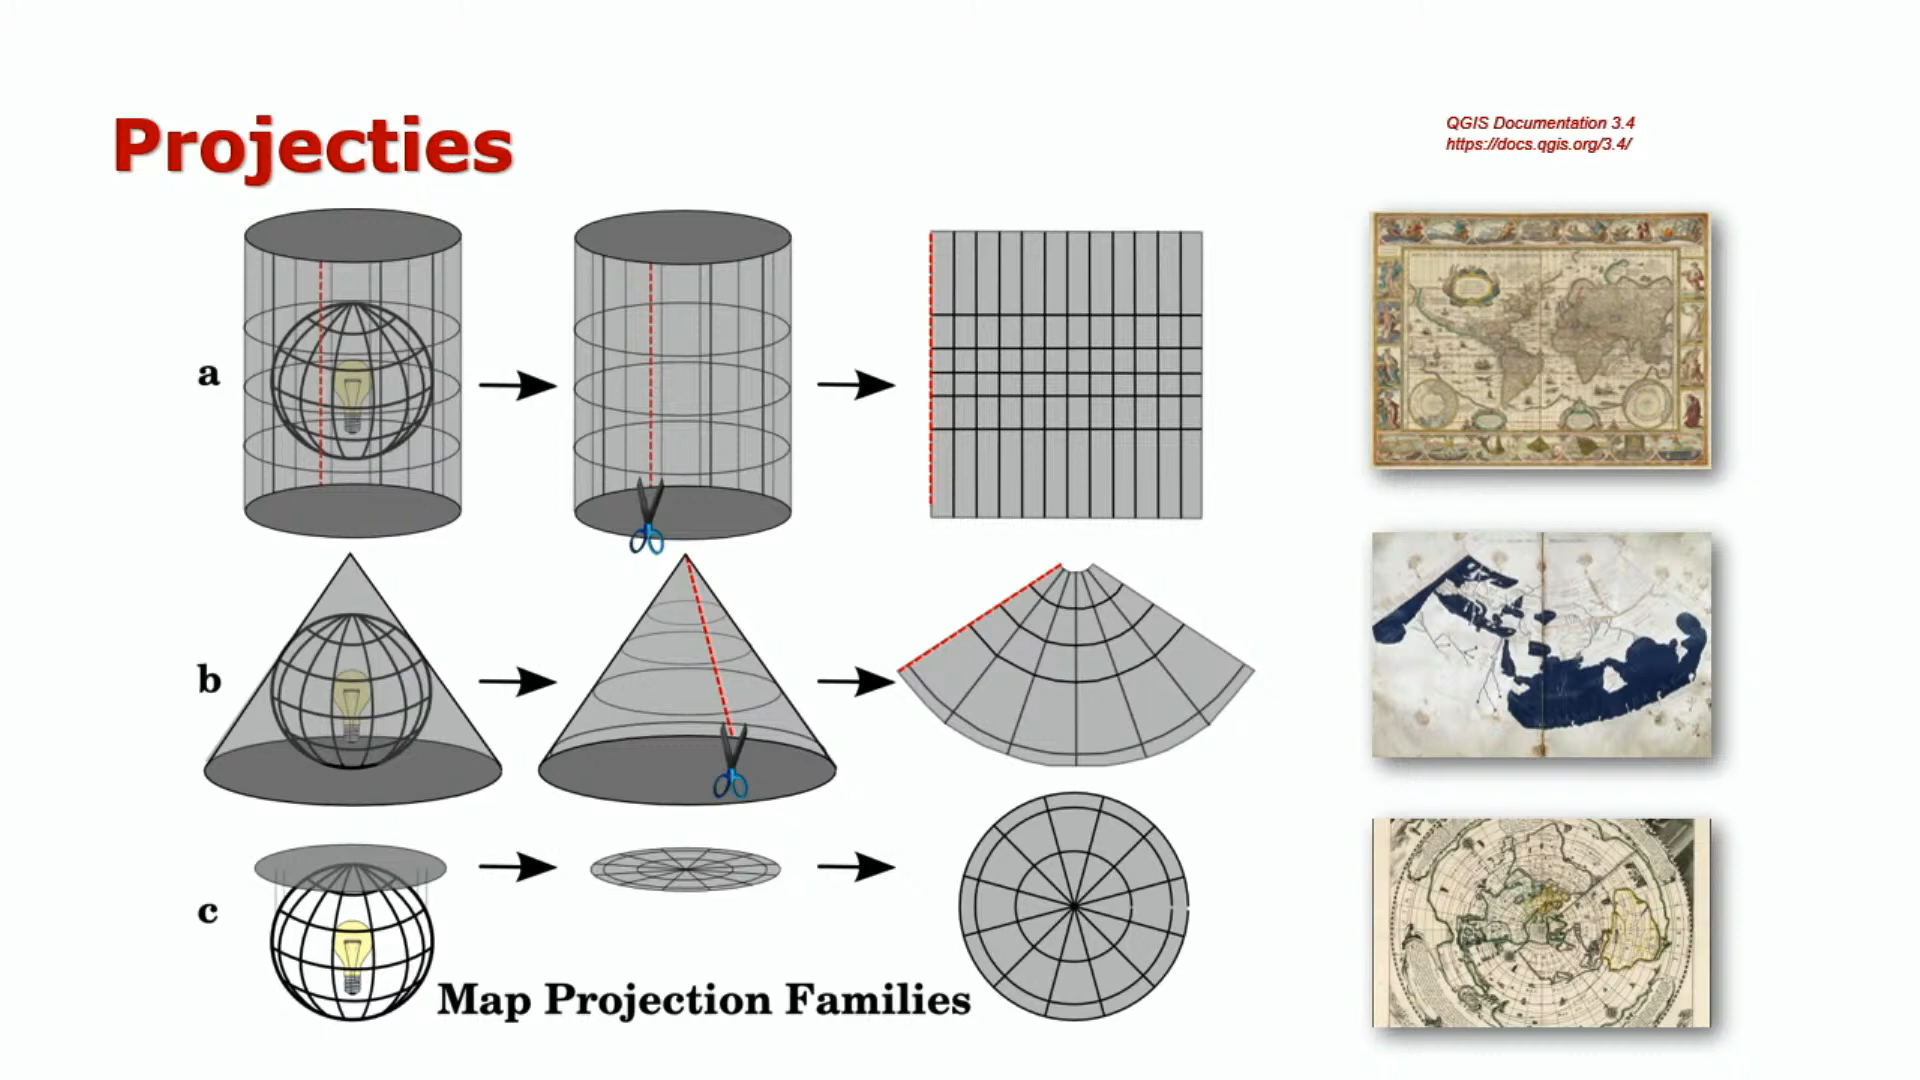 Projecties
QGIS Documentation 3.4
https://docs.qgis.org/3.4/
a
b
c
Map Projection Families